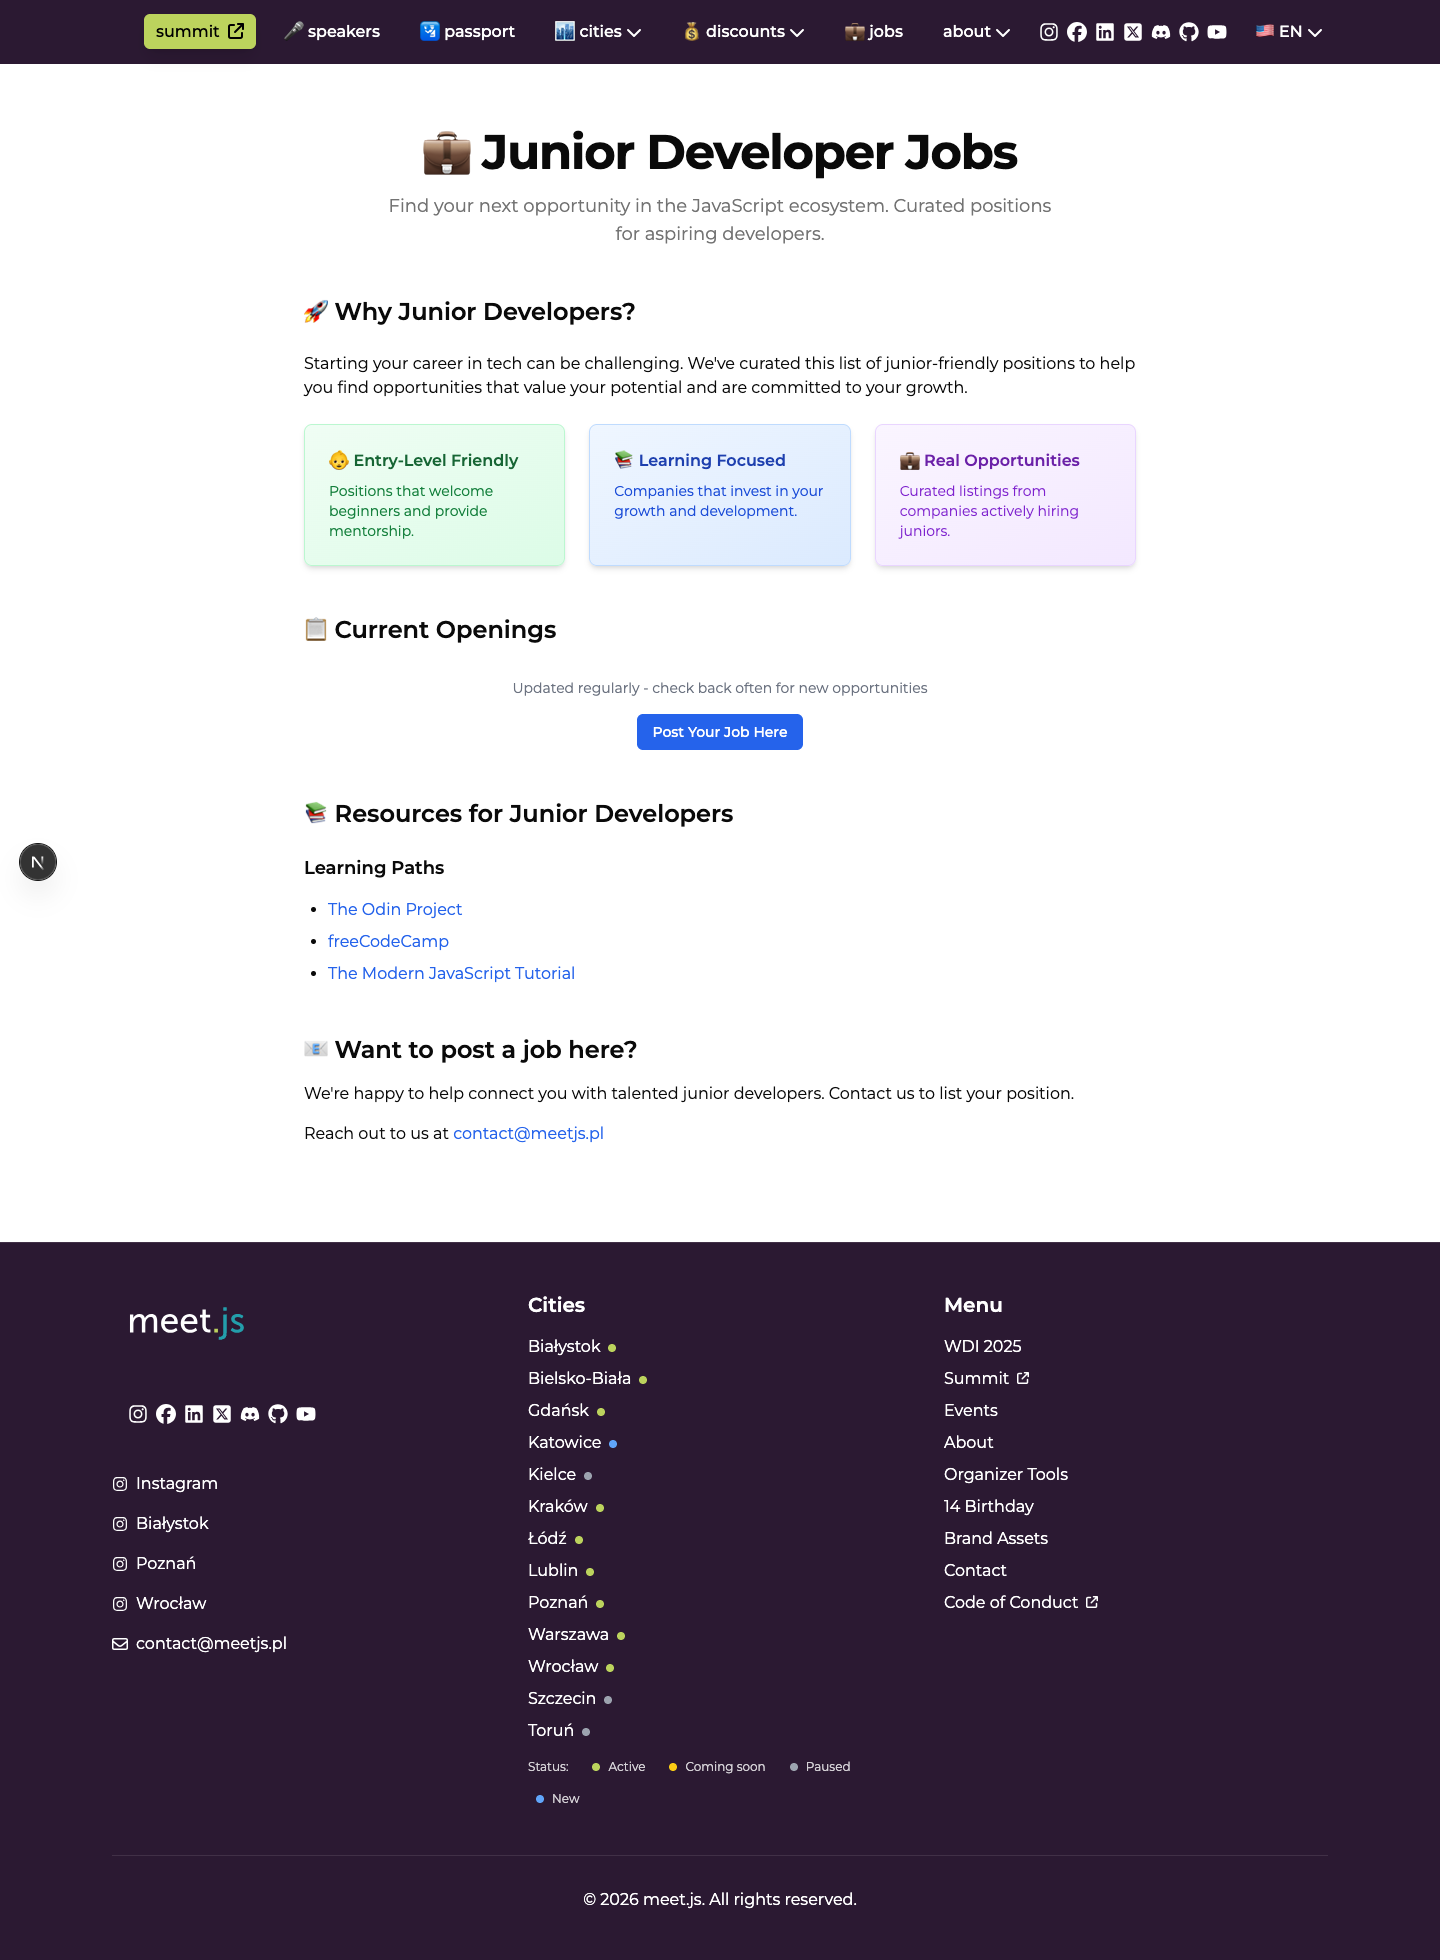 summit
speakers
passport
cities
discounts
jobs
about
EN
Junior Developer Jobs
Find your next opportunity in the JavaScript ecosystem. Curated positions
for aspiring developers.
Why Junior Developers?
Starting your career in tech can be challenging. We've curated this list of junior-friendly positions to help
you find opportunities that value your potential and are committed to your growth.
Entry-Level Friendly
Positions that welcome
beginners and provide
mentorship.
Learning Focused
Companies that invest in your
growth and development.
Real Opportunities
Curated listings from
companies actively hiring
juniors.
Current Openings
Updated regularly - check back often for new opportunities
Post Your Job Here
Resources for Junior Developers
N
Learning Paths
The Odin Project
freeCodeCamp
The Modern JavaScript Tutorial
Want to post a job here?
We're happy to help connect you with talented junior developers. Contact us to list your position.
Reach out to us at contact@meetjs.pl
meet.js
Instagram
Białystok
Poznań
Wrocław
contact@meetjs.pl
Cities
Białystok
Bielsko-Biała
Gdańsk
Katowice
Kielce
Kraków
Łódź
Lublin
Poznań
Warszawa
Wrocław
Szczecin
Toruń
Status: Active Coming soon Paused
New
Menu
WDI 2025
Summit
Events
About
Organizer Tools
14 Birthday
Brand Assets
Contact
Code of Conduct
© 2026 meet.js. All rights reserved.